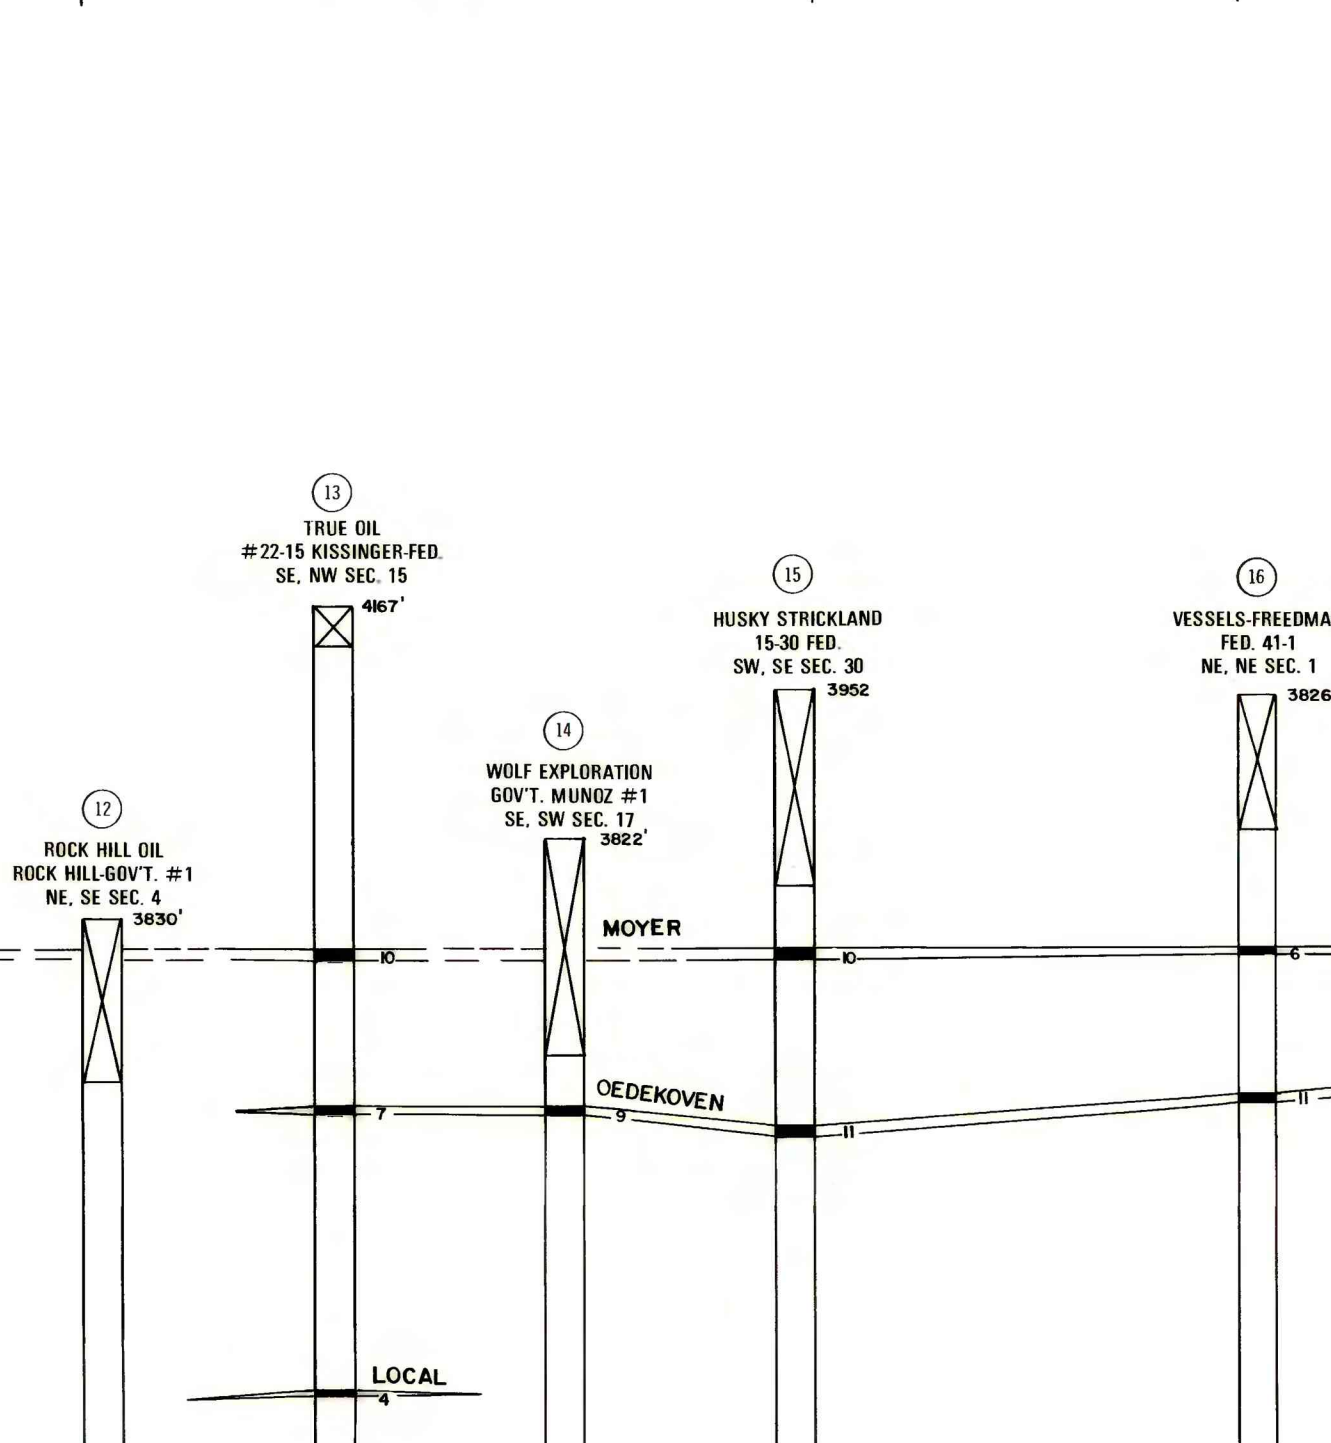 13
TRUE OIL
#22-15 KISSINGER-FED.
SE, NW SEC. 15
4167'
15
HUSKY STRICKLAND
15-30 FED.
SW, SE SEC. 30
3952
16
VESSELS-FREEDMA
FED. 41-1
NE, NE SEC. 1
3826
14
WOLF EXPLORATION
GOV'T. MUNOZ #1
SE, SW SEC. 17
3822'
12
ROCK HILL OIL
ROCK HILL-GOV'T. #1
NE, SE SEC. 4
3830'
MOYER
10
10
6
OEDEKOVEN
7
9
11
11
LOCAL
4